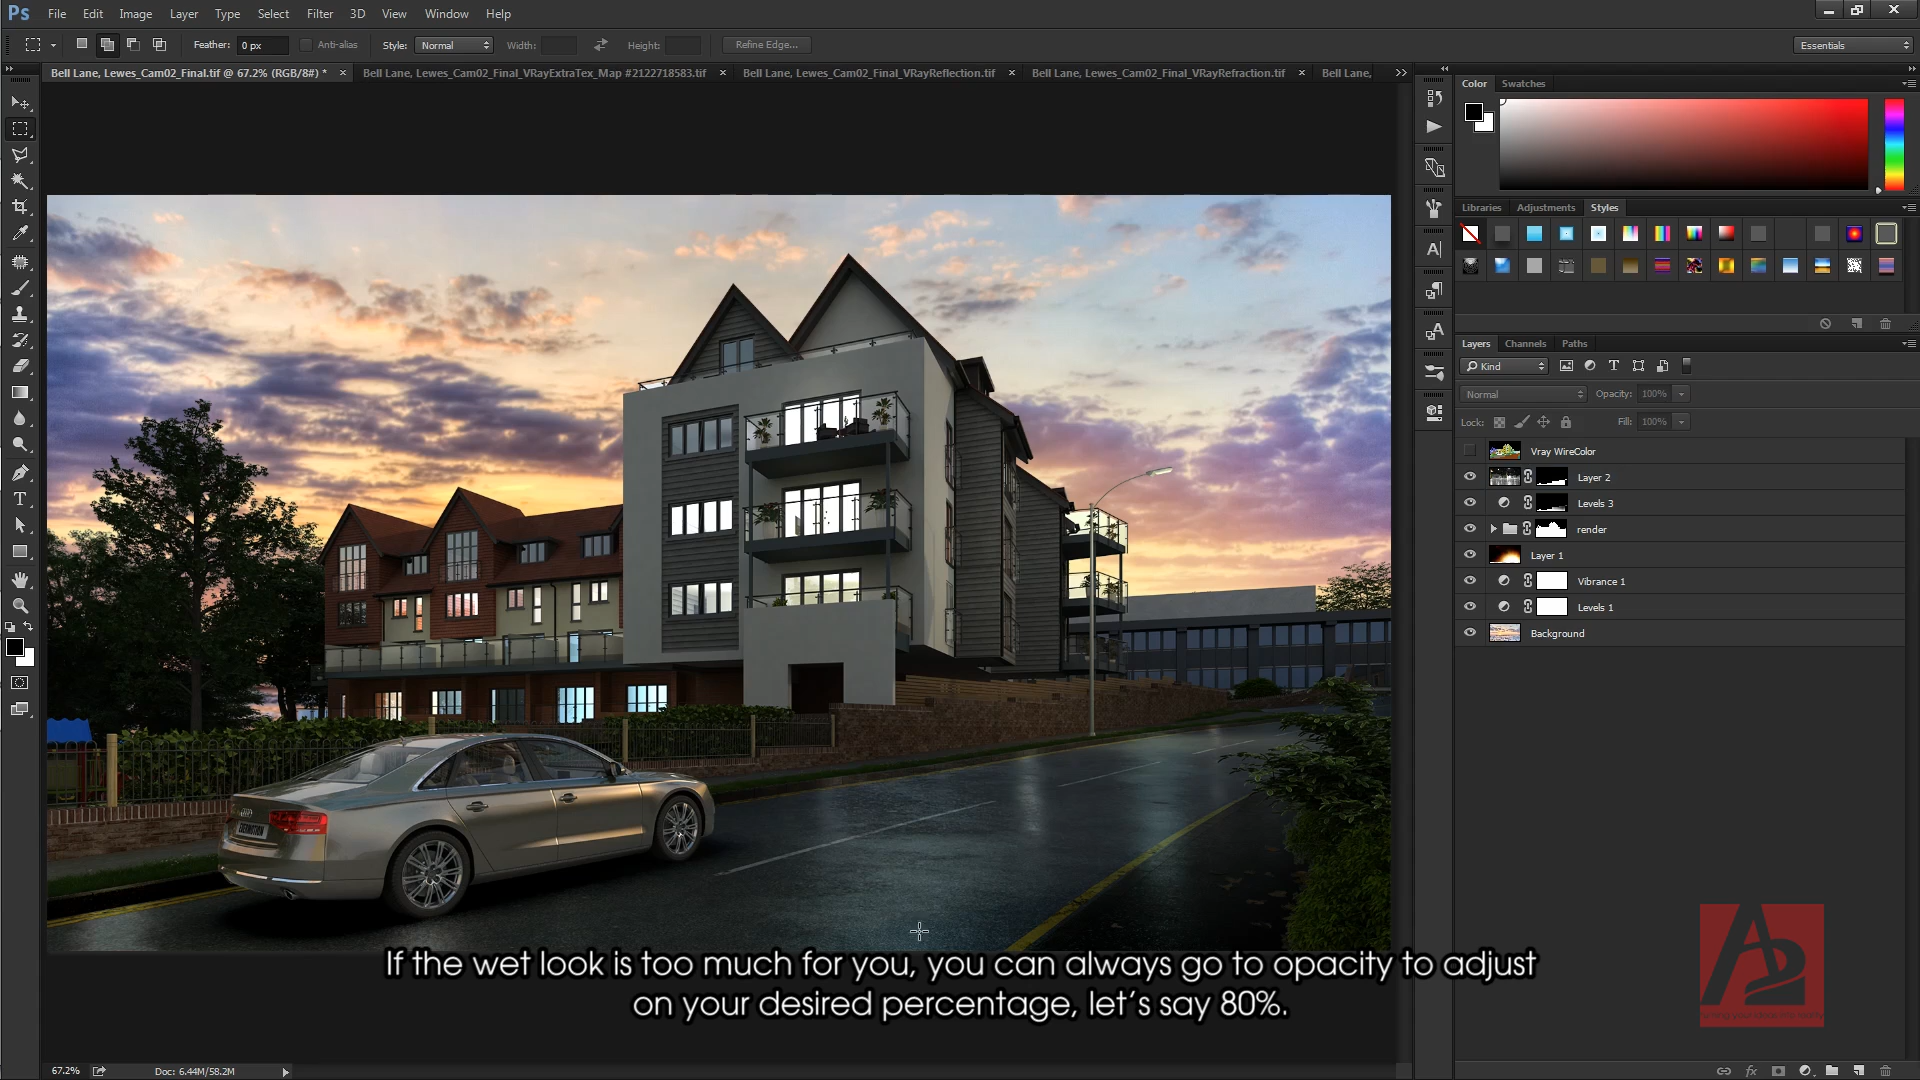 Ps File Edit Image Layer Type Select Filter 3D View Window Help
Feather: 0 px Anti-alias Style: Normal Width: Height: Refine Edge... Essentials
Bell Lane, Lewes_Cam02_Final.tif @ 67.2% (RGB/8#) * × Bell Lane, Lewes_Cam02_Final_VRayExtraTex_Map #2122718583.tif × Bell Lane, Lewes_Cam02_Final_VRayReflection.tif × Bell Lane, Lewes_Cam02_Final_VRayRefraction.tif × Bell Lane,
Color Swatches
Libraries Adjustments Styles
Layers Channels Paths
Kind
Normal Opacity: 100%
Lock: Fill: 100%
Vray WireColor
Layer 2
Levels 3
render
Layer 1
Vibrance 1
Levels 1
Background
EVERMOTION
If the wet look is too much for you, you can always go to opacity to adjust
on your desired percentage, let's say 80%.
67.2% Doc: 6.44M/58.2M